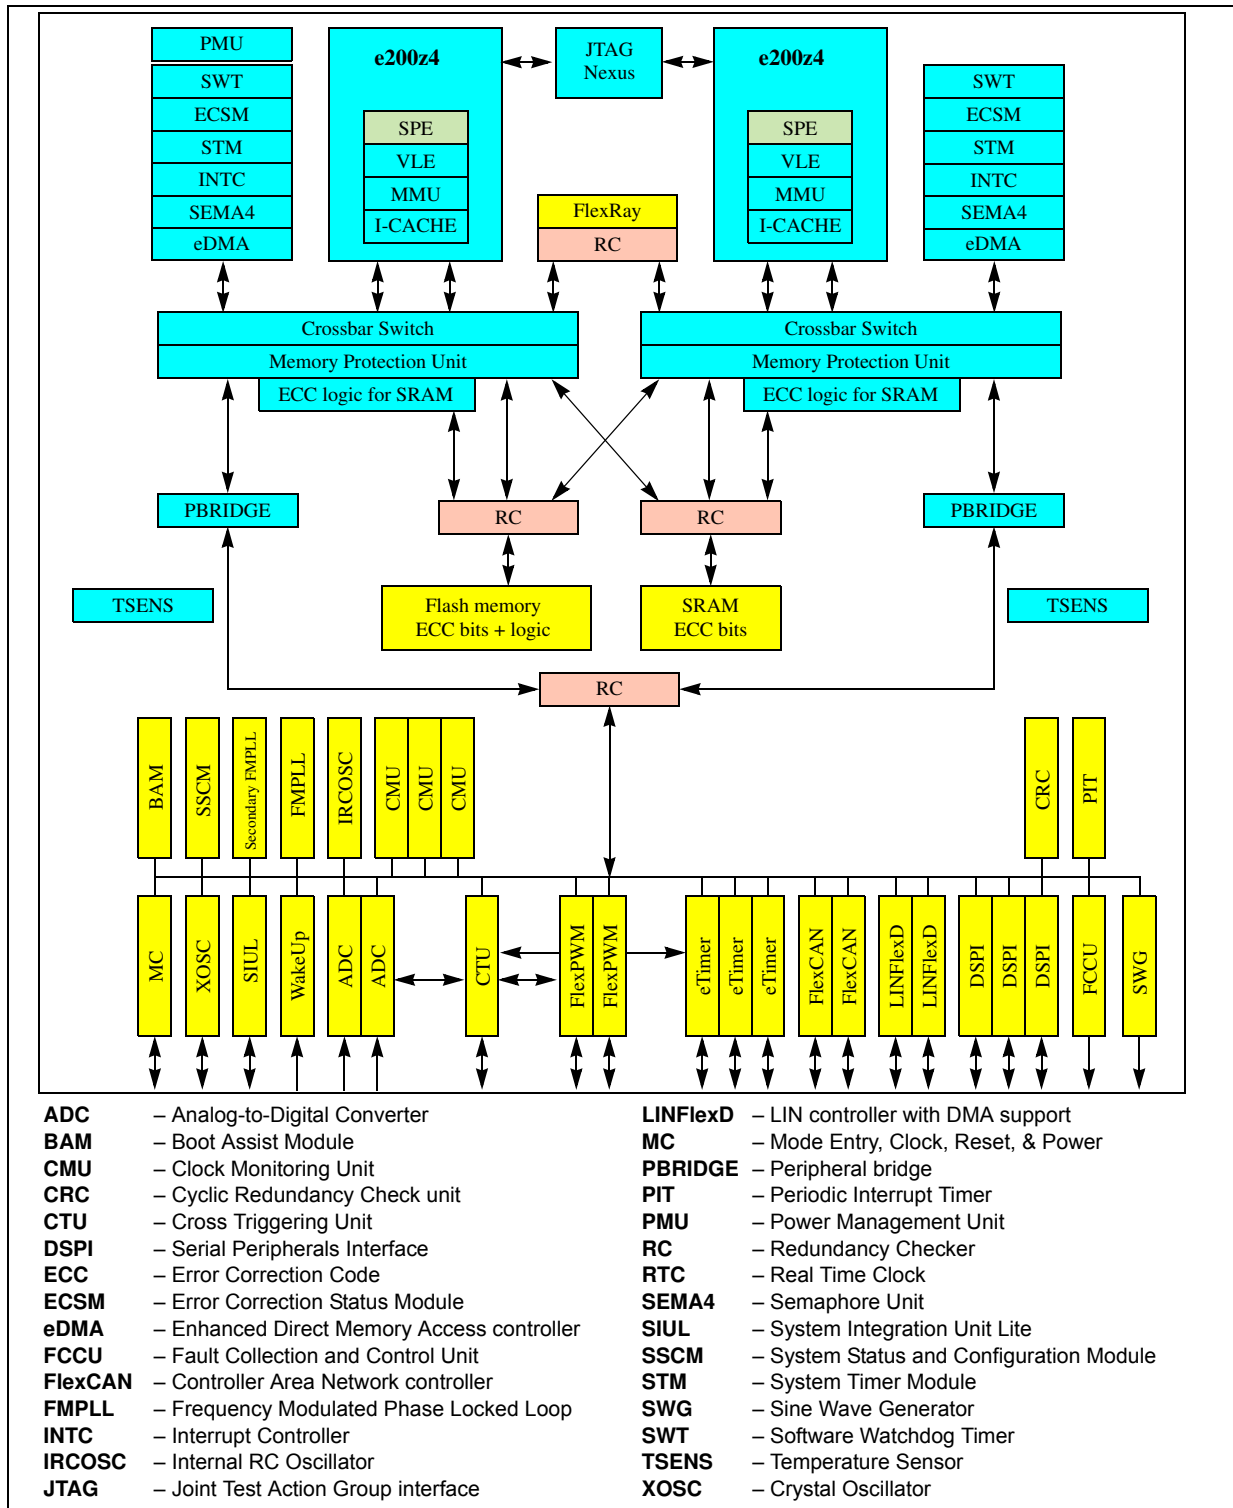 PMU
SWT
ECSM
STM
INTC
SEMA4
eDMA
e200z4
SPE
VLE
MMU
I-CACHE
JTAG
Nexus
FlexRay
RC
e200z4
SPE
VLE
MMU
I-CACHE
SWT
ECSM
STM
INTC
SEMA4
eDMA
Crossbar Switch
Memory Protection Unit
ECC logic for SRAM
Crossbar Switch
Memory Protection Unit
ECC logic for SRAM
PBRIDGE
RC
RC
PBRIDGE
TSENS
Flash memory
ECC bits + logic
SRAM
ECC bits
TSENS
RC
BAM
SSCM
Secondary FMPLL
FMPLL
IRCOSC
CMU
CMU
CMU
CRC
PIT
MC
XOSC
SIUL
WakeUp
ADC
ADC
CTU
FlexPWM
FlexPWM
eTimer
eTimer
eTimer
FlexCAN
FlexCAN
LINFlexD
LINFlexD
DSPI
DSPI
DSPI
FCCU
SWG
ADC – Analog-to-Digital Converter
BAM – Boot Assist Module
CMU – Clock Monitoring Unit
CRC – Cyclic Redundancy Check unit
CTU – Cross Triggering Unit
DSPI – Serial Peripherals Interface
ECC – Error Correction Code
ECSM – Error Correction Status Module
eDMA – Enhanced Direct Memory Access controller
FCCU – Fault Collection and Control Unit
FlexCAN – Controller Area Network controller
FMPLL – Frequency Modulated Phase Locked Loop
INTC – Interrupt Controller
IRCOSC – Internal RC Oscillator
JTAG – Joint Test Action Group interface
LINFlexD – LIN controller with DMA support
MC – Mode Entry, Clock, Reset, & Power
PBRIDGE – Peripheral bridge
PIT – Periodic Interrupt Timer
PMU – Power Management Unit
RC – Redundancy Checker
RTC – Real Time Clock
SEMA4 – Semaphore Unit
SIUL – System Integration Unit Lite
SSCM – System Status and Configuration Module
STM – System Timer Module
SWG – Sine Wave Generator
SWT – Software Watchdog Timer
TSENS – Temperature Sensor
XOSC – Crystal Oscillator